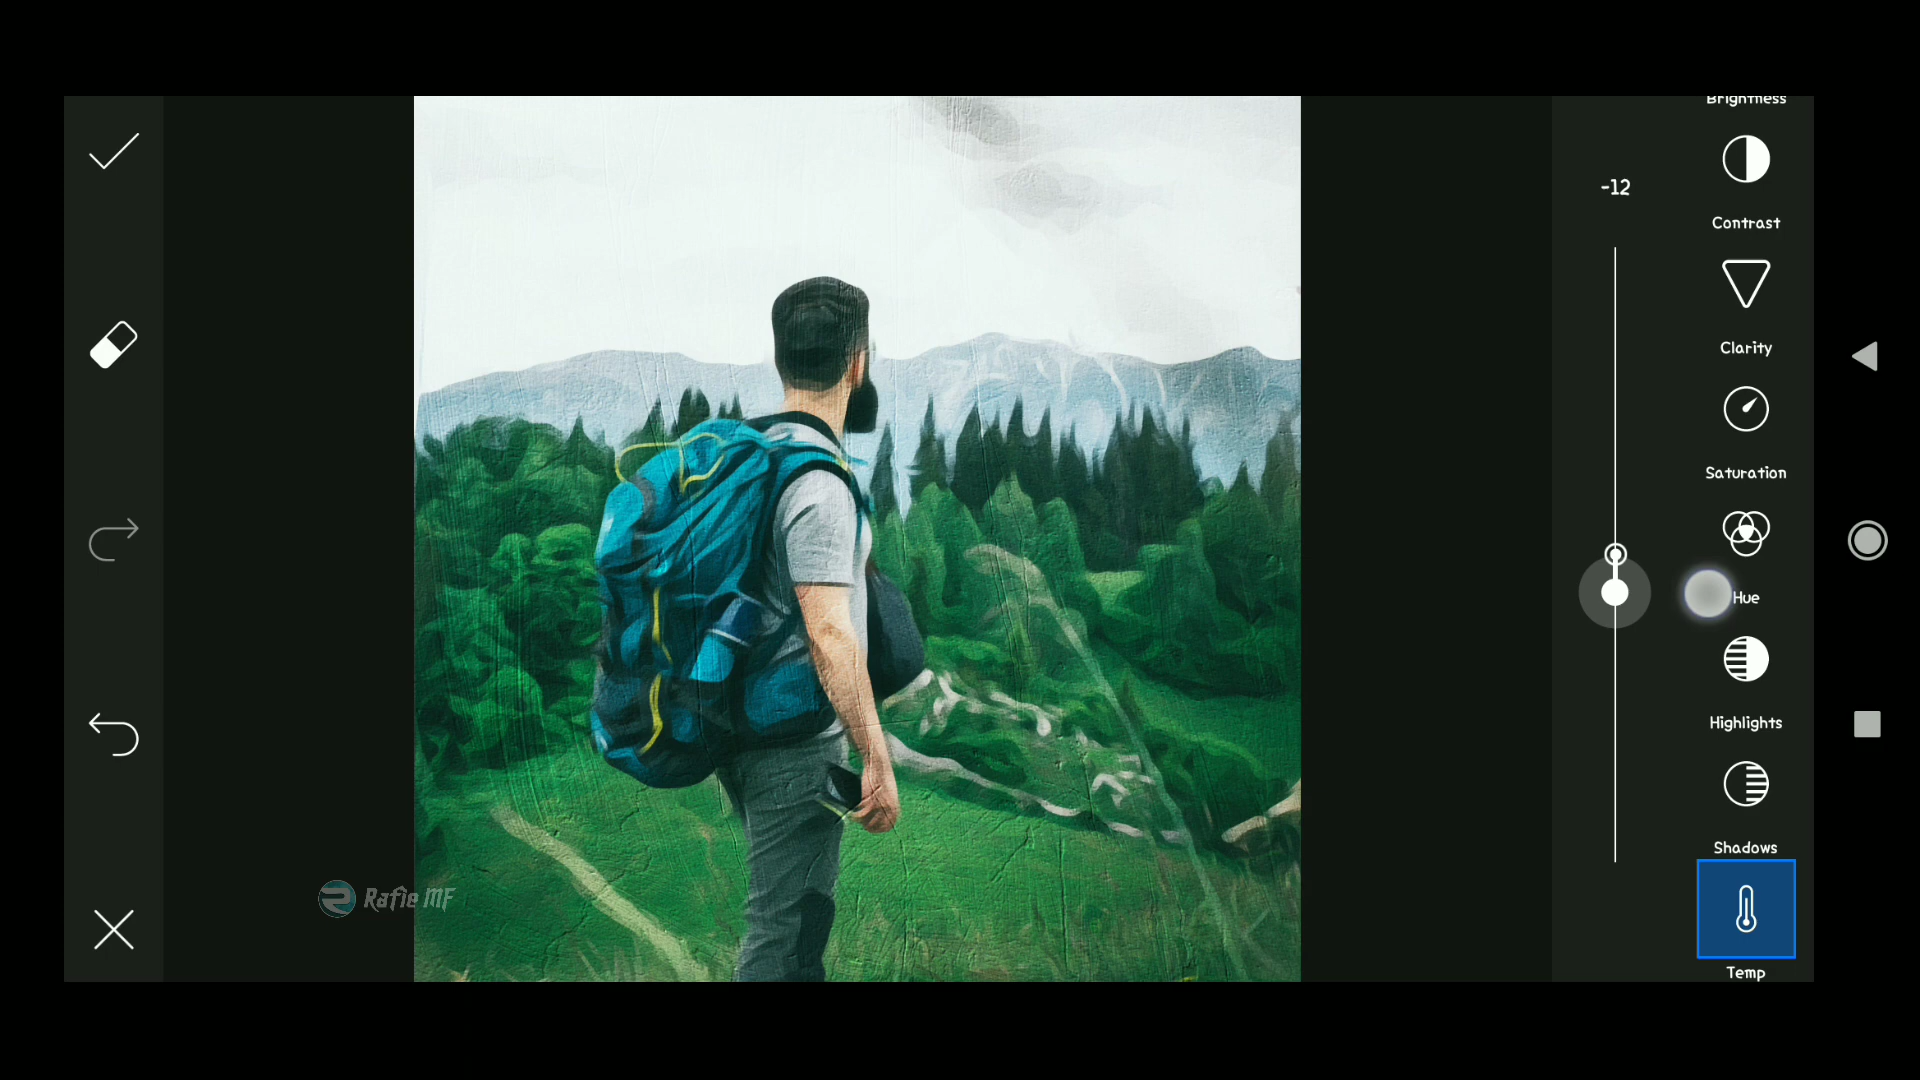 Brightness
-12
Contrast
Clarity
Saturation
Hue
Highlights
Shadows
Temp
Rafie MF